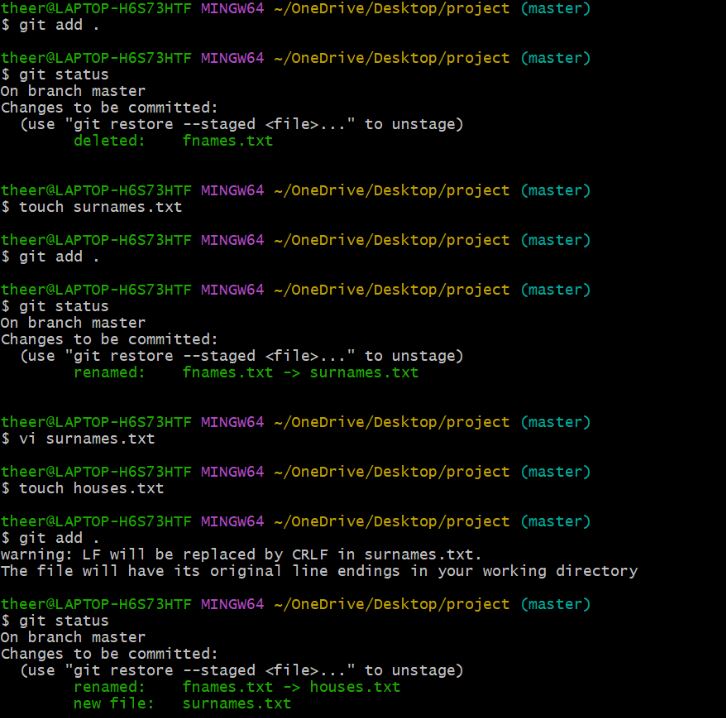 theer@LAPTOP-H6S73HTF MINGW64 ~/OneDrive/Desktop/project (master)
$ git add .
theer@LAPTOP-H6S73HTF MINGW64 ~/OneDrive/Desktop/project (master)
$ git status
On branch master
Changes to be committed:
  (use "git restore --staged <file>..." to unstage)
        deleted:    fnames.txt
theer@LAPTOP-H6S73HTF MINGW64 ~/OneDrive/Desktop/project (master)
$ touch surnames.txt
theer@LAPTOP-H6S73HTF MINGW64 ~/OneDrive/Desktop/project (master)
$ git add .
theer@LAPTOP-H6S73HTF MINGW64 ~/OneDrive/Desktop/project (master)
$ git status
On branch master
Changes to be committed:
  (use "git restore --staged <file>..." to unstage)
        renamed:    fnames.txt -> surnames.txt
theer@LAPTOP-H6S73HTF MINGW64 ~/OneDrive/Desktop/project (master)
$ vi surnames.txt
theer@LAPTOP-H6S73HTF MINGW64 ~/OneDrive/Desktop/project (master)
$ touch houses.txt
theer@LAPTOP-H6S73HTF MINGW64 ~/OneDrive/Desktop/project (master)
$ git add .
warning: LF will be replaced by CRLF in surnames.txt.
The file will have its original line endings in your working directory
theer@LAPTOP-H6S73HTF MINGW64 ~/OneDrive/Desktop/project (master)
$ git status
On branch master
Changes to be committed:
  (use "git restore --staged <file>..." to unstage)
        renamed:    fnames.txt -> houses.txt
        new file:   surnames.txt